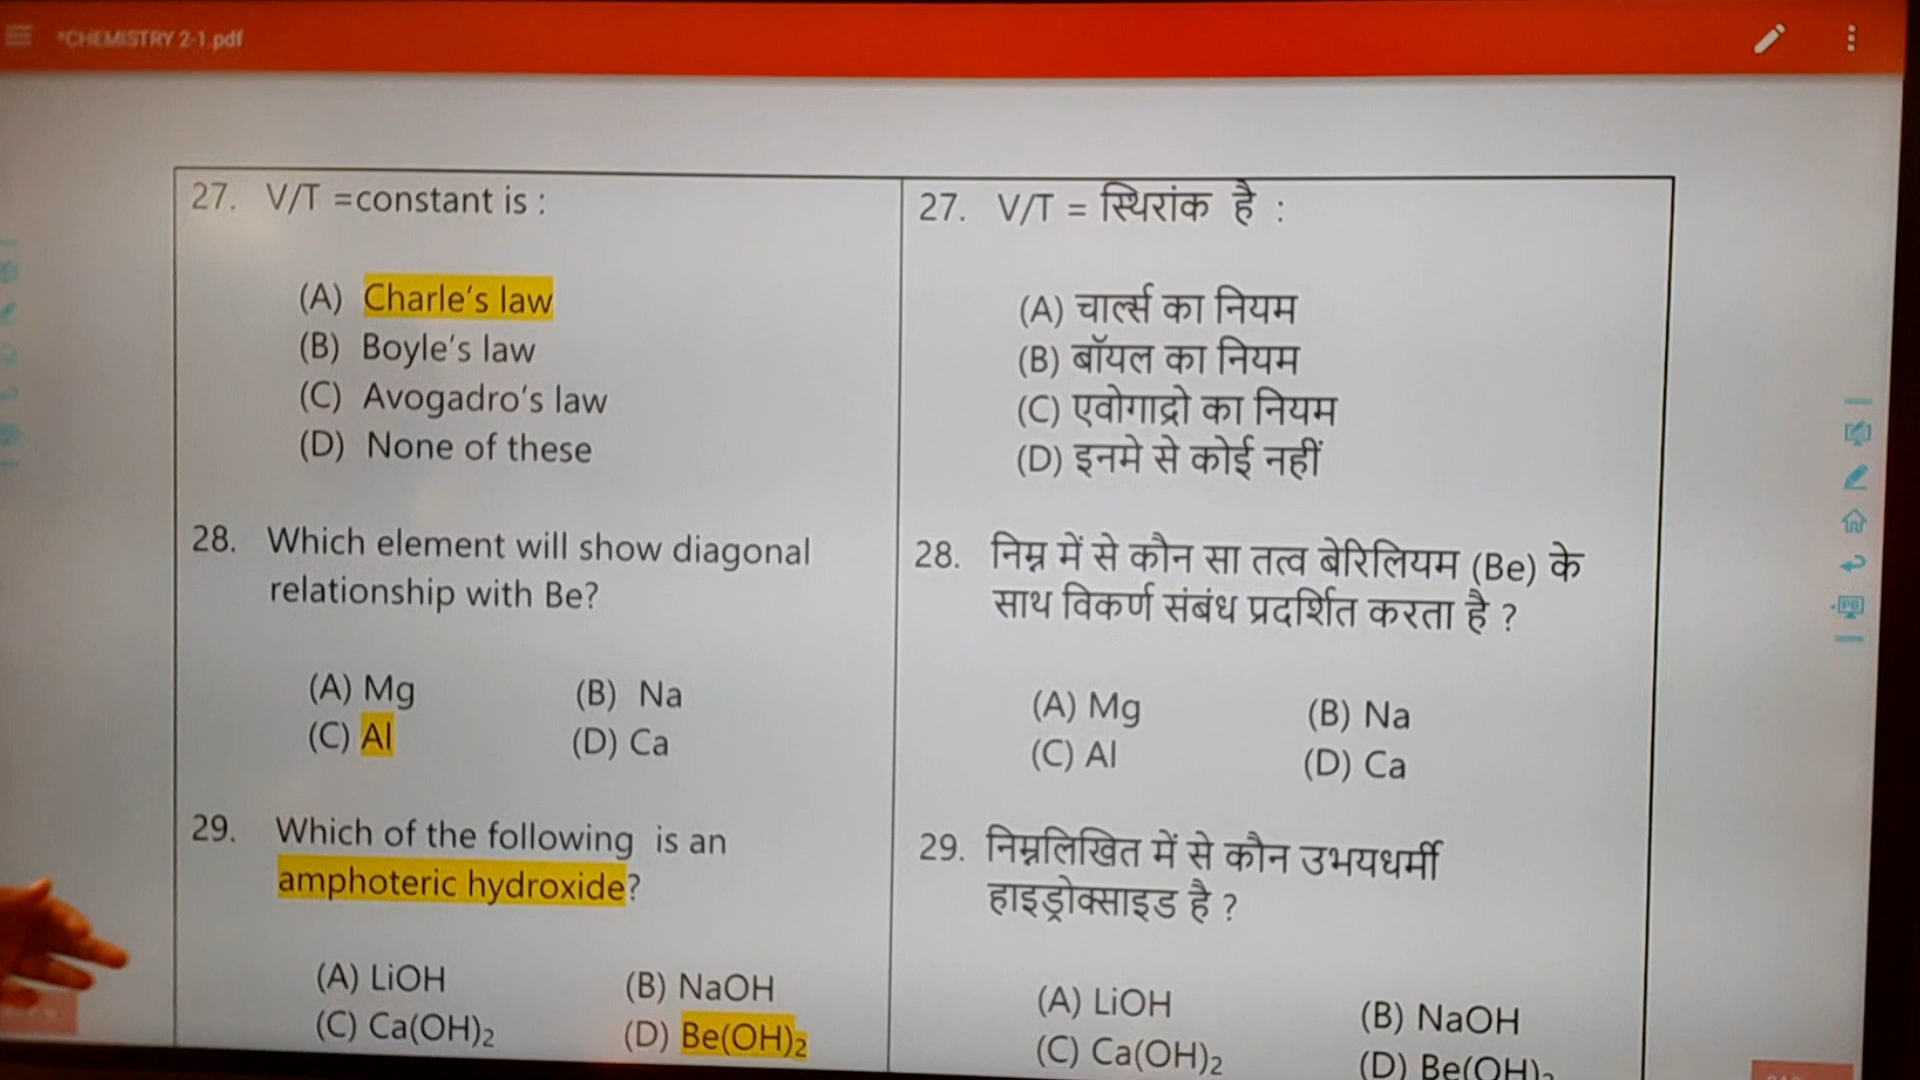 *CHEMISTRY 2-1.pdf
27. V/T =constant is :
(A) Charle's law
(B) Boyle's law
(C) Avogadro's law
(D) None of these
28. Which element will show diagonal
relationship with Be?
(A) Mg (B) Na
(C) Al (D) Ca
29. Which of the following is an
amphoteric hydroxide?
(A) LiOH (B) NaOH
(C) Ca(OH)₂ (D) Be(OH)₂
27. V/T = स्थिरांक है :
(A) चार्ल्स का नियम
(B) बॉयल का नियम
(C) एवोगाद्रो का नियम
(D) इनमे से कोई नहीं
28. निम्न में से कौन सा तत्व बेरिलियम (Be) के
साथ विकर्ण संबंध प्रदर्शित करता है ?
(A) Mg (B) Na
(C) Al (D) Ca
29. निम्नलिखित में से कौन उभयधर्मी
हाइड्रोक्साइड है ?
(A) LiOH (B) NaOH
(C) Ca(OH)₂ (D) Be(OH)₂